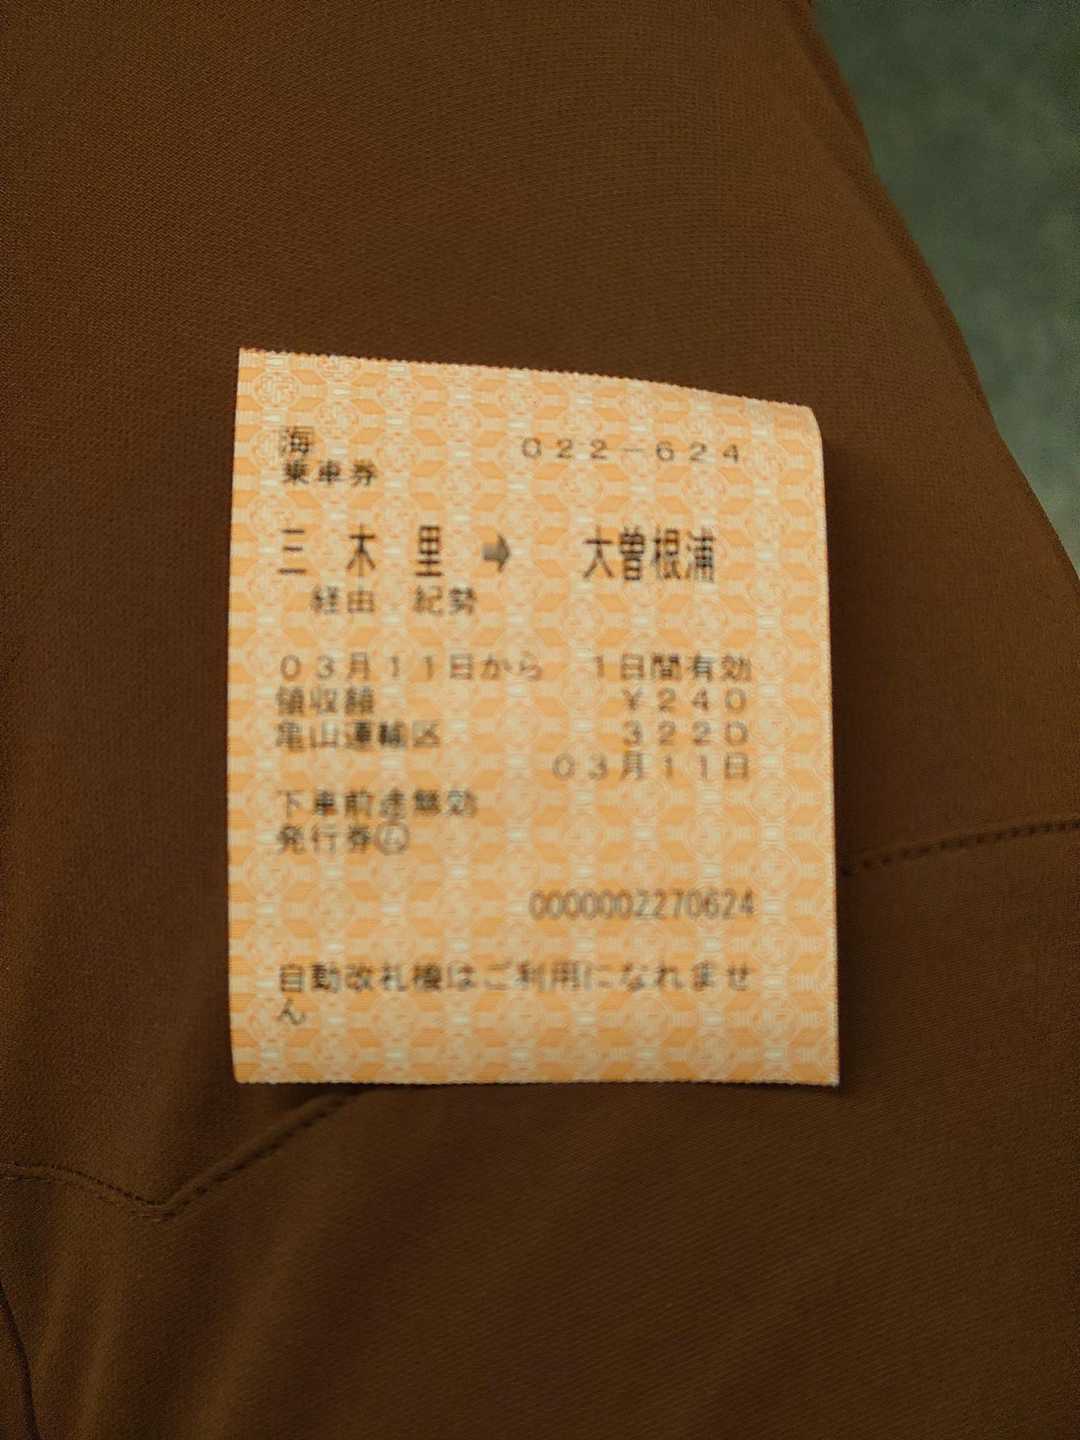 海 022-624
乗車券
三木里 ➡ 大曽根浦
経由 紀勢
03月11日から 1日間有効
領収額 ¥240
亀山運輸区 3220
03月11日
下車前途無効
発行券㋰
0000002270624
自動改札機はご利用になれませ
ん